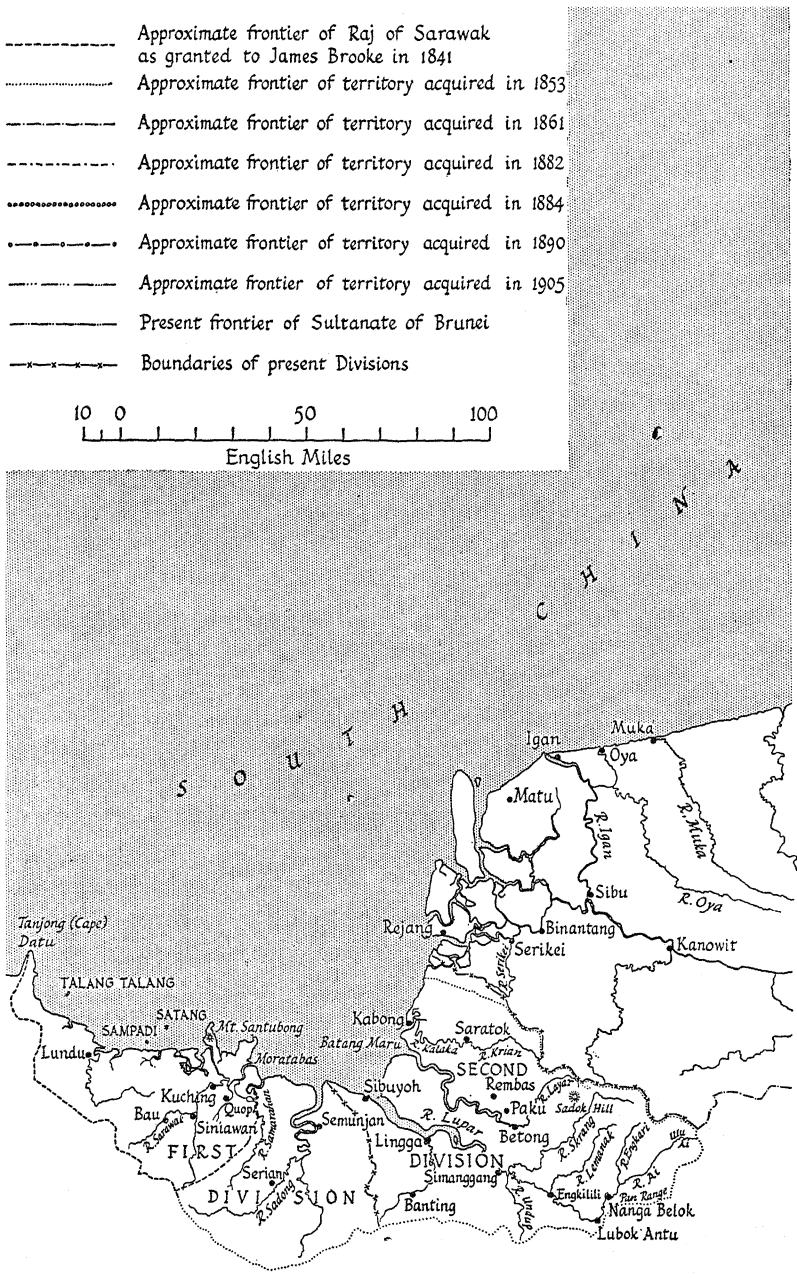 Approximate frontier of Raj of Sarawak
as granted to James Brooke in 1841
Approximate frontier of territory acquired in 1853
Approximate frontier of territory acquired in 1861
Approximate frontier of territory acquired in 1882
Approximate frontier of territory acquired in 1884
Approximate frontier of territory acquired in 1890
Approximate frontier of territory acquired in 1905
Present frontier of Sultanate of Brunei
Boundaries of present Divisions
10 0 50 100
English Miles
SOUTH CHINA
Igan
Muka
Oya
Matu
R. Igan
R. Muka
Sibu
R. Oya
Rejang
Binantang
Serikei
R. Serikei
Kanowit
Tanjong (Cape)
Datu
TALANG TALANG
SATANG
SAMPADI
Mt. Santubong
Moratabas
Lundu
Kabong
Batang Maru
Kalaka
Saratok
R. Krian
SECOND
Rembas
R. Layar
Sadok Hill
Paku
Betong
Kuching
Quop
Bau
R. Sarawak
Siniawan
R. Samarahan
FIRST
Sibuyoh
Semunjan
R. Lupar
Lingga
DIVISION
Simanggang
R. Skrang
R. Lemanak
R. Engkari
Ulu
Ai
R. Ai
Serian
R. Sadong
DIVISION
Banting
R. Undup
Engkilili
Pan Range
Nanga Belok
Lubok Antu